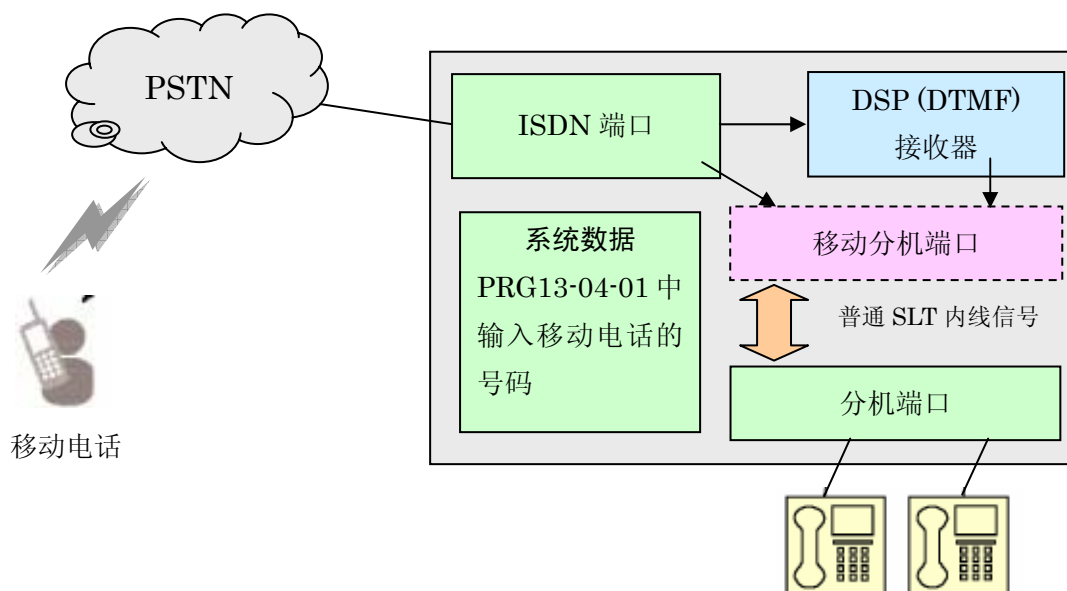 PSTN
ISDN 端口
DSP (DTMF)
接收器
移动分机端口
系统数据
PRG13-04-01 中
输入移动电话的
号码
普通 SLT 内线信号
分机端口
移动电话